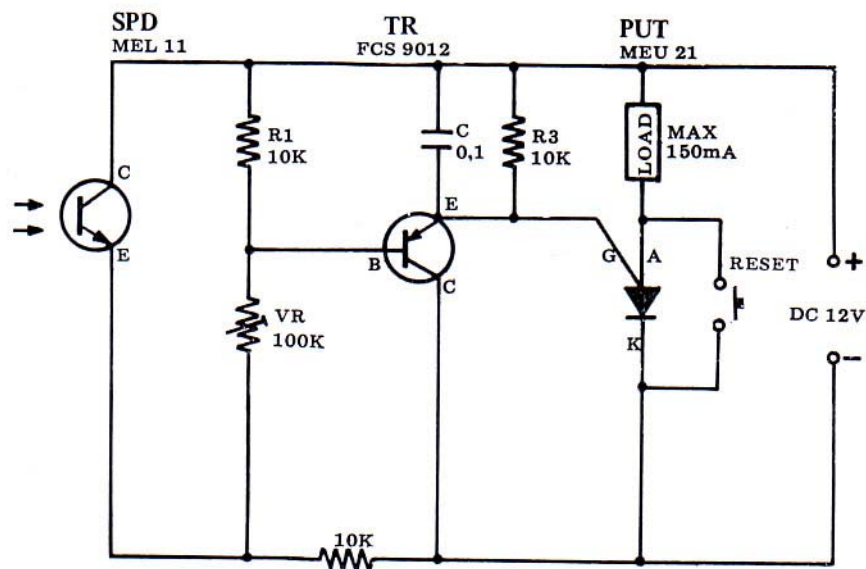 SPD
MEL 11
TR
FCS 9012
PUT
MEU 21
R1
10K
C
0,1
R3
10K
LOAD
MAX
150mA
C
E
E
B
C
G
A
K
RESET
+
DC 12V
−
VR
100K
10K